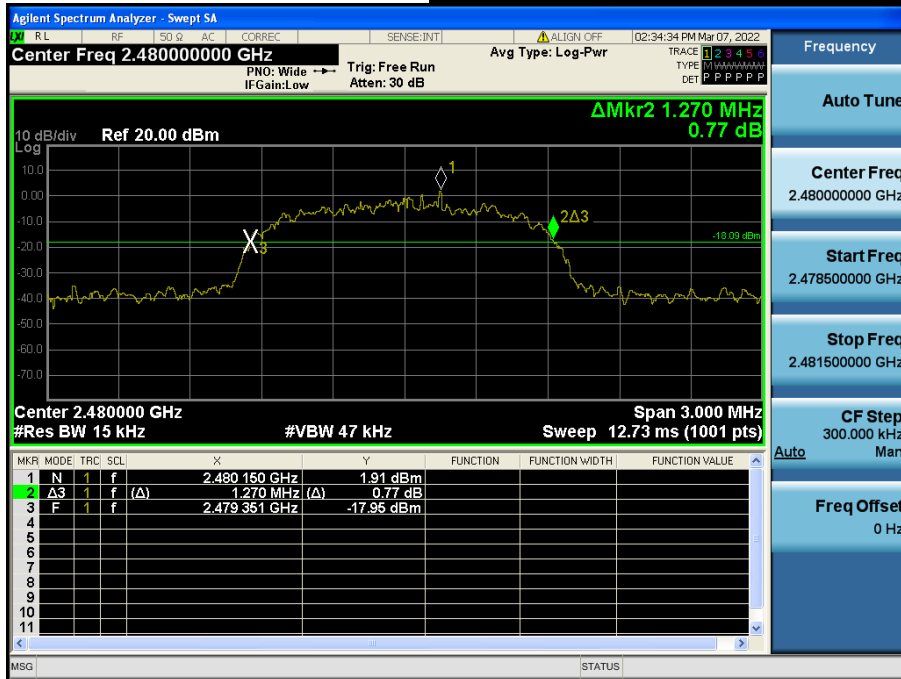 Agilent Spectrum Analyzer - Swept SA
LXI RL RF 50 Ω AC CORREC SENSE:INT ALIGN OFF 02:34:34 PM Mar 07, 2022
Center Freq 2.480000000 GHz
PNO: Wide
IFGain:Low
Trig: Free Run
Atten: 30 dB
Avg Type: Log-Pwr
TRACE 1 2 3 4 5 6
TYPE M WWWWW
DET P P P P P P
ΔMkr2 1.270 MHz
0.77 dB
10 dB/div Ref 20.00 dBm
Log
10.0
0.00
-10.0
-20.0
-30.0
-40.0
-50.0
-60.0
-70.0
1
2Δ3
X3
-18.09 dBm
Center 2.480000 GHz Span 3.000 MHz
#Res BW 15 kHz #VBW 47 kHz Sweep 12.73 ms (1001 pts)
MKR MODE TRC SCL X Y FUNCTION FUNCTION WIDTH FUNCTION VALUE
1 N 1 f 2.480 150 GHz 1.91 dBm
2 Δ3 1 f (Δ) 1.270 MHz (Δ) 0.77 dB
3 F 1 f 2.479 351 GHz -17.95 dBm
4
5
6
7
8
9
10
11
MSG STATUS
Frequency
Auto Tune
Center Freq
2.480000000 GHz
Start Freq
2.478500000 GHz
Stop Freq
2.481500000 GHz
CF Step
300.000 kHz
Auto Man
Freq Offset
0 Hz